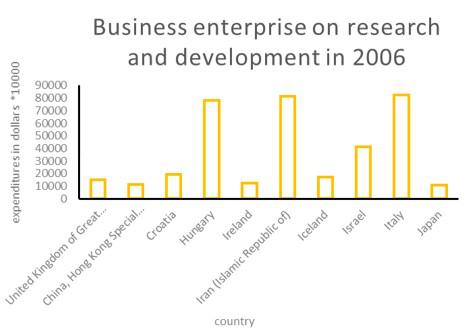 Business enterprise on research
and development in 2006
expenditures in dollar s *10000
90000
80000
70000
60000
50000
40000
30000
20000
10000
0
United Kingdom of Great...
China, Hong Kong Special...
Croatia
Hungary
Ireland
Iran (Islamic Republic of)
Iceland
Israel
Italy
Japan
country